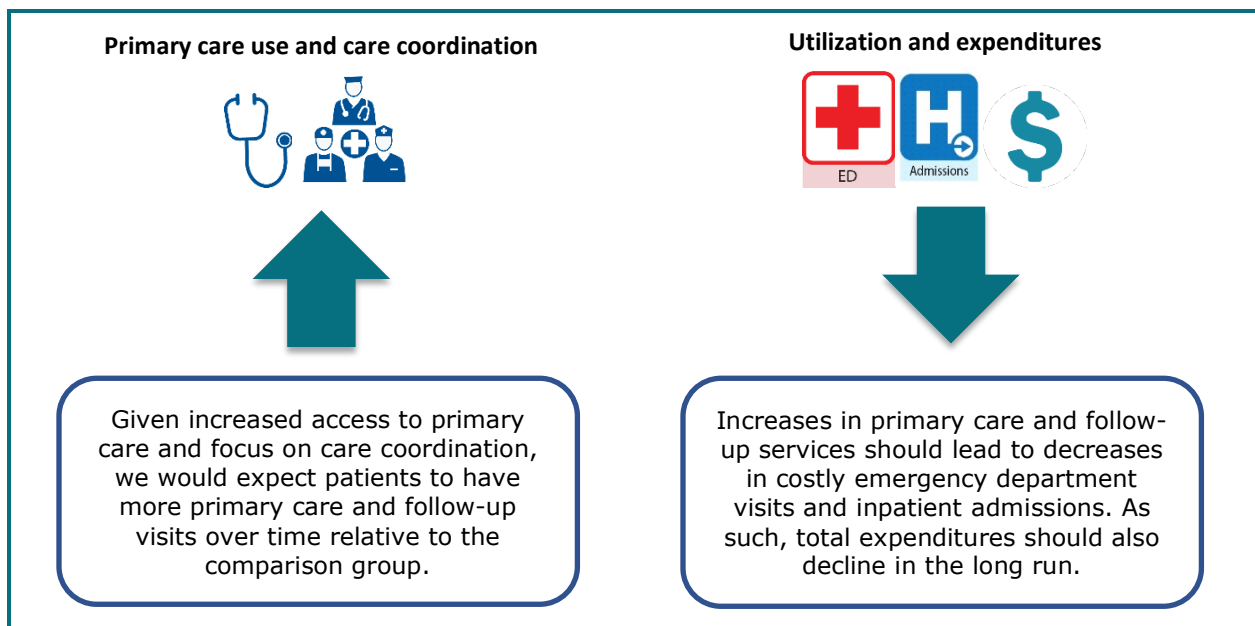 Primary care use and care coordination
Given increased access to primary
care and focus on care coordination,
we would expect patients to have
more primary care and follow-up
visits over time relative to the
comparison group.
Utilization and expenditures
ED
H
Admissions
$
Increases in primary care and follow-
up services should lead to decreases
in costly emergency department
visits and inpatient admissions. As
such, total expenditures should also
decline in the long run.